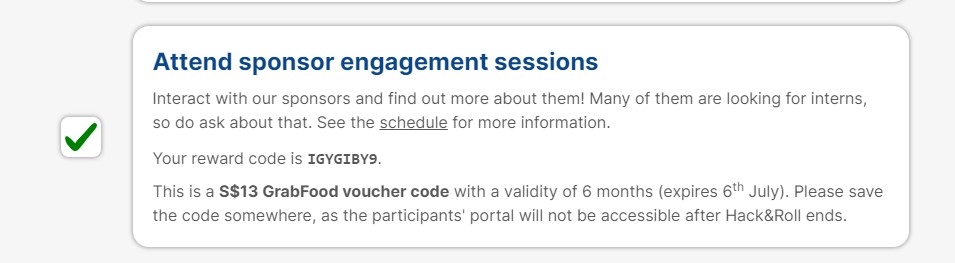 Attend sponsor engagement sessions
Interact with our sponsors and find out more about them! Many of them are looking for interns,
so do ask about that. See the schedule for more information.
Your reward code is IGYGIBY9.
This is a S$13 GrabFood voucher code with a validity of 6 months (expires 6th July). Please save
the code somewhere, as the participants' portal will not be accessible after Hack&Roll ends.